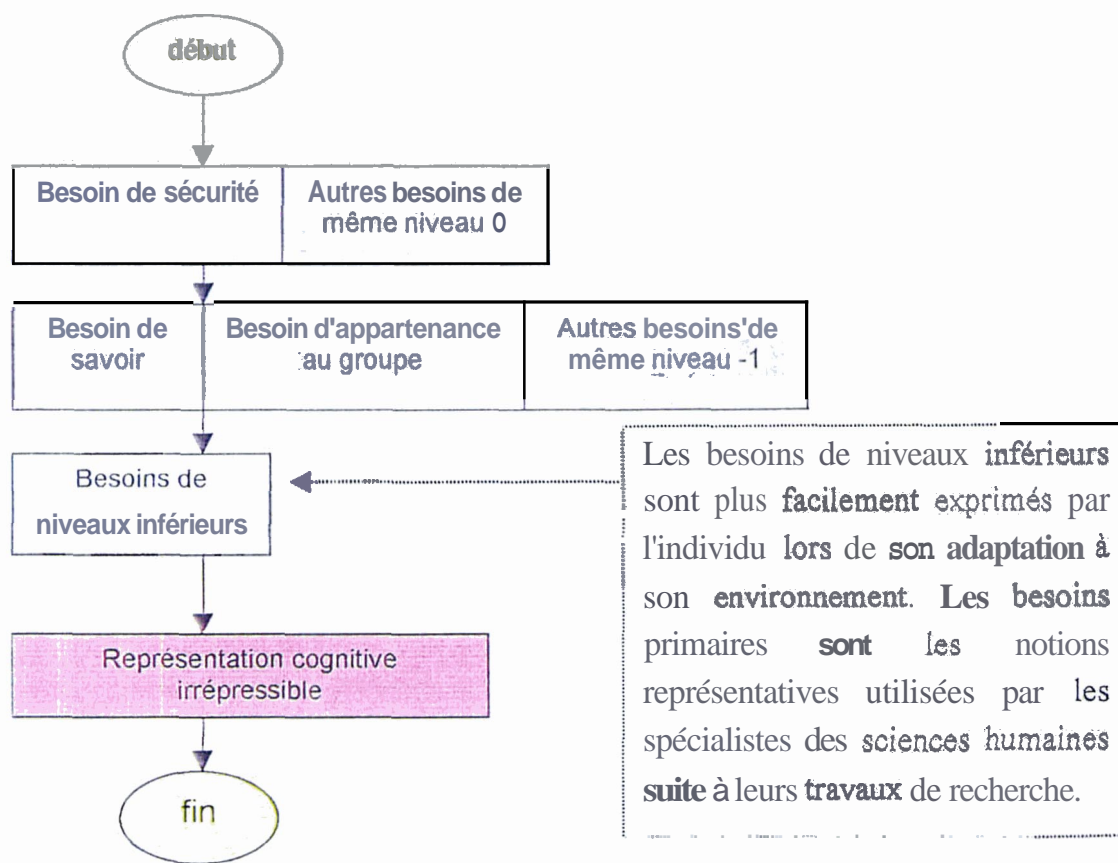 début
Besoin de sécurité
Autres besoins de
même niveau 0
Besoin de
savoir
Besoin d'appartenance
au groupe
Autres besoins'de
même niveau -1
Besoins de
niveaux inférieurs
Les besoins de niveaux inférieurs
sont plus facilement exprimés par
l'individu lors de son adaptation à
son environnement. Les besoins
primaires sont les notions
représentatives utilisées par les
spécialistes des sciences humaines
suite à leurs travaux de recherche.
Représentation cognitive
irrépressible
fin